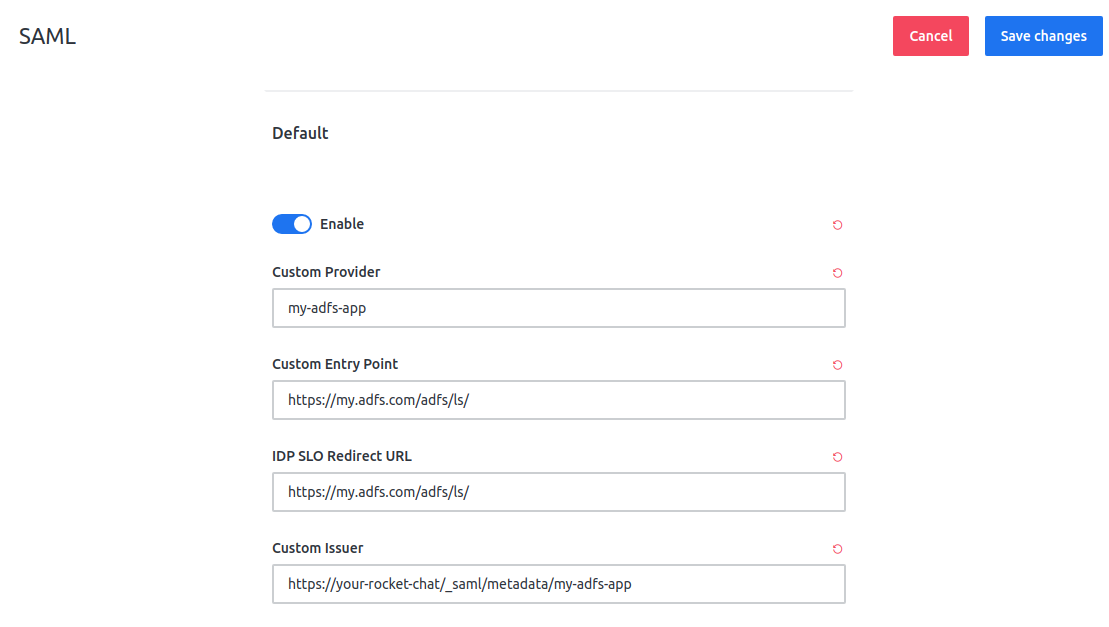 SAML
Cancel
Save changes
Default
Enable
Custom Provider
my-adfs-app
Custom Entry Point
https://my.adfs.com/adfs/ls/
IDP SLO Redirect URL
https://my.adfs.com/adfs/ls/
Custom Issuer
https://your-rocket-chat/_saml/metadata/my-adfs-app